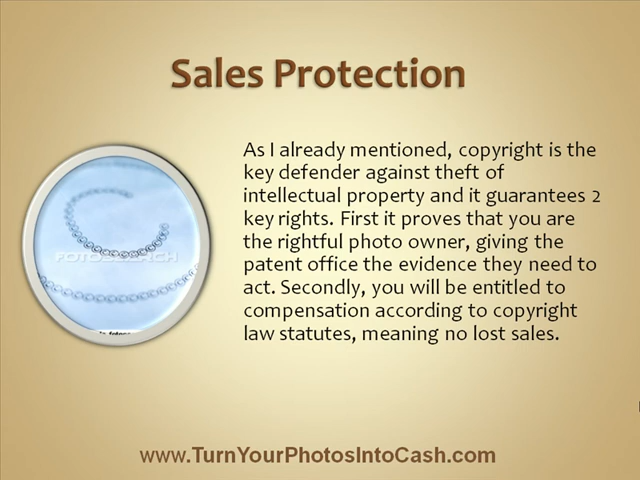 Sales Protection
As I already mentioned, copyright is the
key defender against theft of
intellectual property and it guarantees 2
key rights. First it proves that you are
the rightful photo owner, giving the
patent office the evidence they need to
act. Secondly, you will be entitled to
compensation according to copyright
law statutes, meaning no lost sales.
FOTOSEARCH
www.TurnYourPhotosIntoCash.com